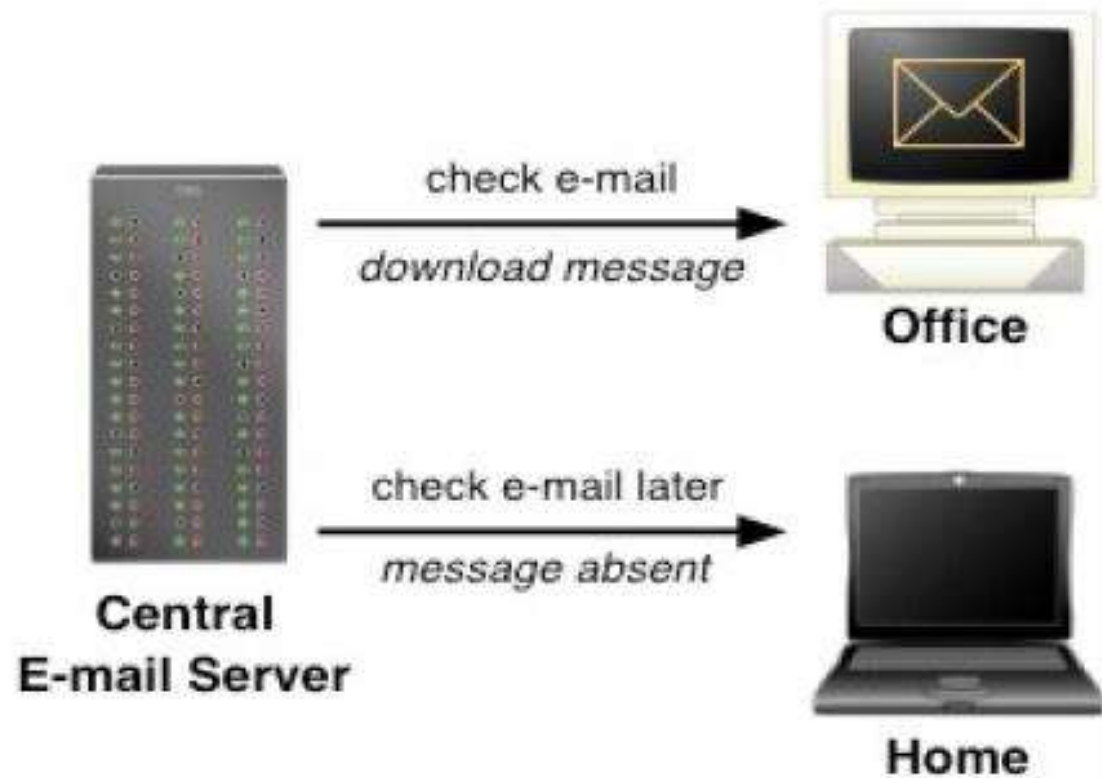 check e-mail
download message
Office
check e-mail later
message absent
Central
E-mail Server
Home